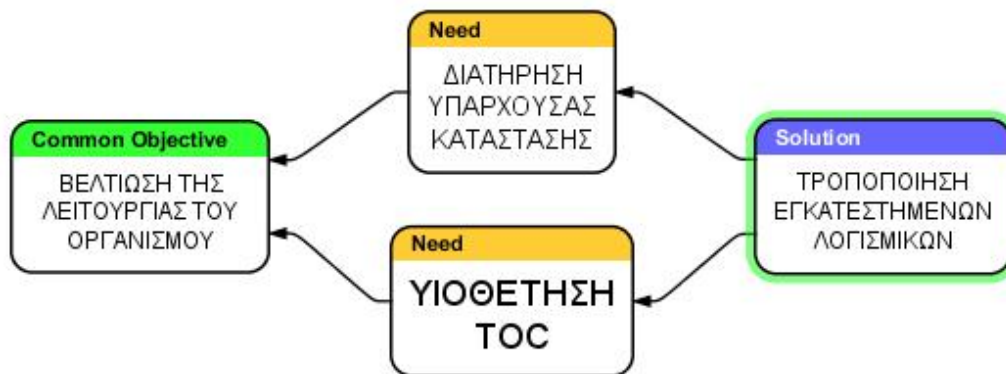 Need
ΔΙΑΤΗΡΗΣΗ
ΥΠΑΡΧΟΥΣΑΣ
ΚΑΤΑΣΤΑΣΗΣ
Common Objective
ΒΕΛΤΙΩΣΗ ΤΗΣ
ΛΕΙΤΟΥΡΓΙΑΣ ΤΟΥ
ΟΡΓΑΝΙΣΜΟΥ
Need
ΥΙΟΘΕΤΗΣΗ
TOC
Solution
ΤΡΟΠΟΠΟΙΗΣΗ
ΕΓΚΑΤΕΣΤΗΜΕΝΩΝ
ΛΟΓΙΣΜΙΚΩΝ